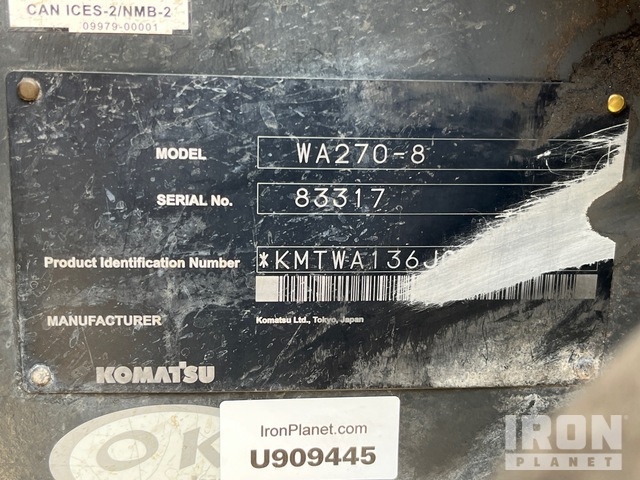 CAN ICES-2/NMB-2
09979-00001
MODEL WA270-8
SERIAL No. 83317
Product Identification Number *KMTWA136J
MANUFACTURER Komatsu Ltd., Tokyo, Japan
KOMATSU
OK
IronPlanet.com
U909445
IRON
PLANET